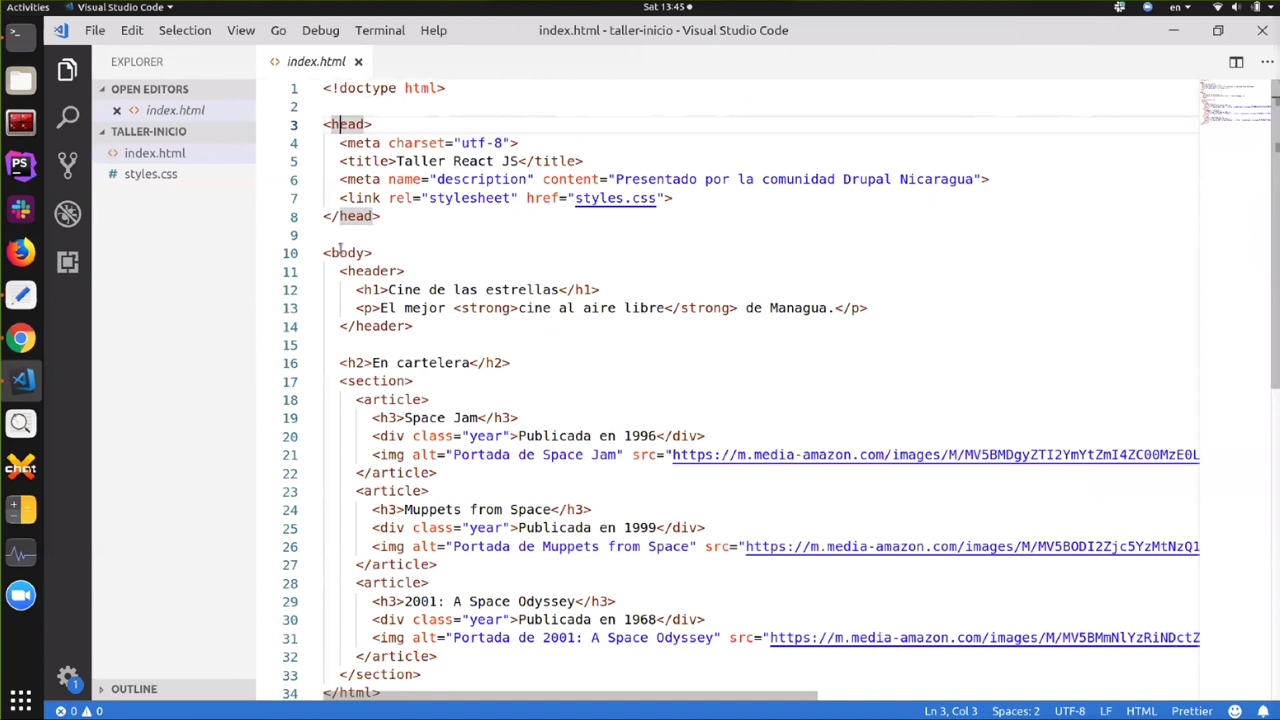 Activities Visual Studio Code Sat 13:45 en
File Edit Selection View Go Debug Terminal Help index.html - taller-inicio - Visual Studio Code
EXPLORER index.html
OPEN EDITORS
index.html
TALLER-INICIO
index.html
styles.css
1 <!doctype html>
2
3 <head>
4 <meta charset="utf-8">
5 <title>Taller React JS</title>
6 <meta name="description" content="Presentado por la comunidad Drupal Nicaragua">
7 <link rel="stylesheet" href="styles.css">
8 </head>
9
10 <body>
11 <header>
12 <h1>Cine de las estrellas</h1>
13 <p>El mejor <strong>cine al aire libre</strong> de Managua.</p>
14 </header>
15
16 <h2>En cartelera</h2>
17 <section>
18 <article>
19 <h3>Space Jam</h3>
20 <div class="year">Publicada en 1996</div>
21 <img alt="Portada de Space Jam" src="https://m.media-amazon.com/images/M/MV5BMDgyZTI2YmYtZmI4ZC00MzE0L
22 </article>
23 <article>
24 <h3>Muppets from Space</h3>
25 <div class="year">Publicada en 1999</div>
26 <img alt="Portada de Muppets from Space" src="https://m.media-amazon.com/images/M/MV5BODI2Zjc5YzMtNzQ1
27 </article>
28 <article>
29 <h3>2001: A Space Odyssey</h3>
30 <div class="year">Publicada en 1968</div>
31 <img alt="Portada de 2001: A Space Odyssey" src="https://m.media-amazon.com/images/M/MV5BMmNlYzRiNDctZ
32 </article>
33 </section>
34 </html>
OUTLINE
PS
chat
1
0 0 Ln 3, Col 3 Spaces: 2 UTF-8 LF HTML Prettier